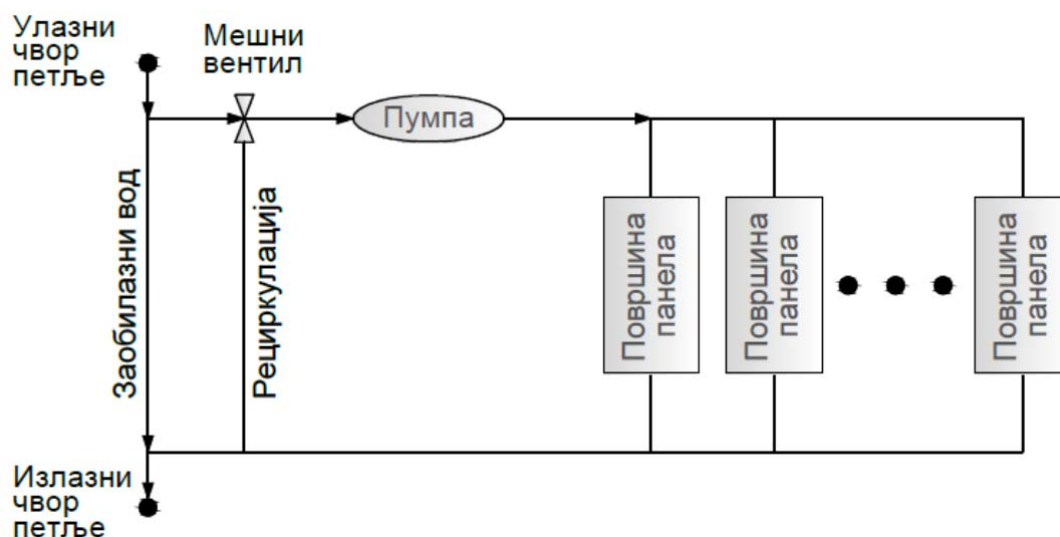 Улазни
чвор
петље
Мешни
вентил
Пумпа
Заобилазни вод
Рециркулација
Површина
панела
Површина
панела
Површина
панела
Излазни
чвор
петље